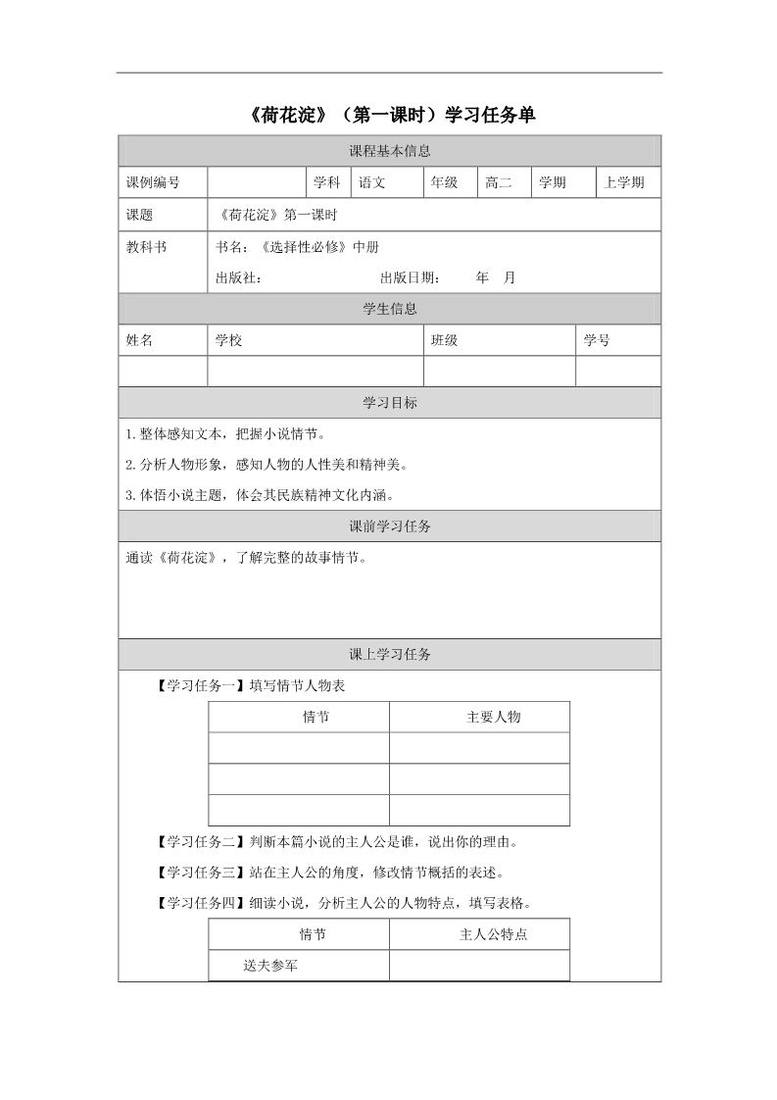 《荷花淀》（第一课时）学习任务单
课程基本信息
课例编号 学科 语文 年级 高二 学期 上学期
课题 《荷花淀》第一课时
教科书 书名：《选择性必修》中册
出版社： 出版日期： 年 月
学生信息
姓名 学校 班级 学号
学习目标
1.整体感知文本，把握小说情节。
2.分析人物形象，感知人物的人性美和精神美。
3.体悟小说主题，体会其民族精神文化内涵。
课前学习任务
通读《荷花淀》，了解完整的故事情节。
课上学习任务
【学习任务一】填写情节人物表
情节 主要人物
【学习任务二】判断本篇小说的主人公是谁，说出你的理由。
【学习任务三】站在主人公的角度，修改情节概括的表述。
【学习任务四】细读小说，分析主人公的人物特点，填写表格。
情节 主人公特点
送夫参军